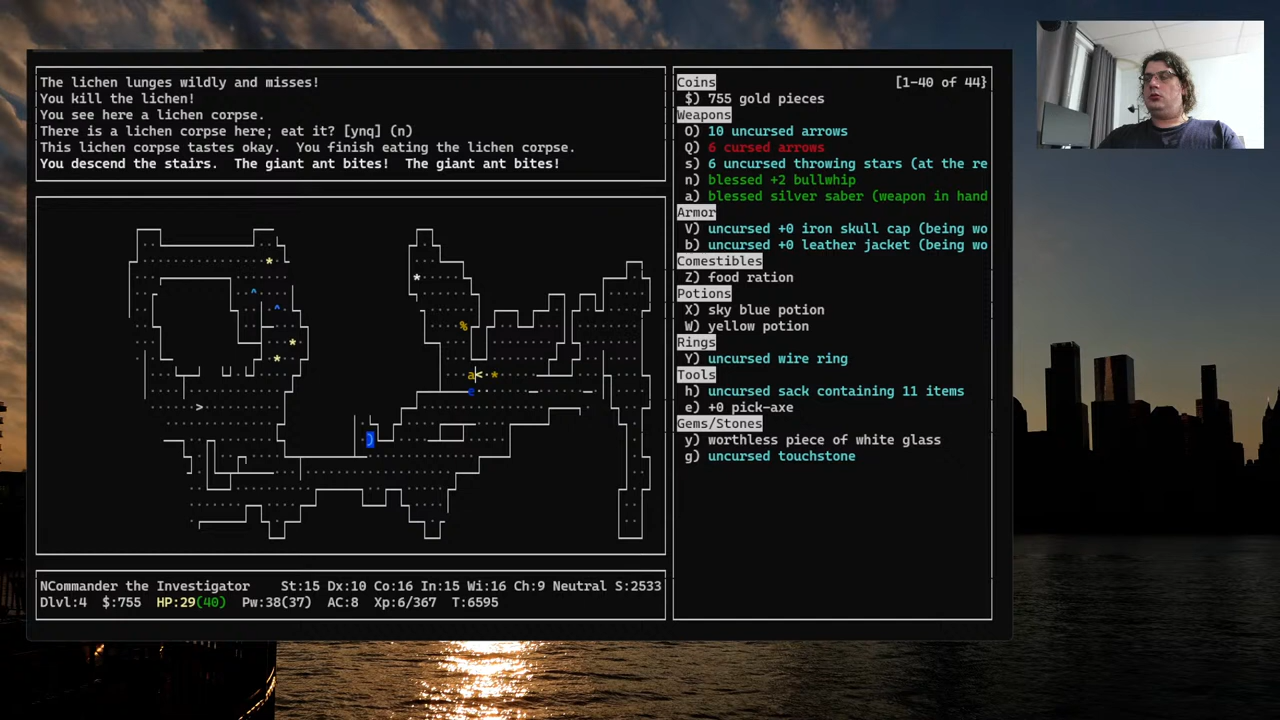 The lichen lunges wildly and misses!
You kill the lichen!
You see here a lichen corpse.
There is a lichen corpse here; eat it? [ynq] (n)
This lichen corpse tastes okay.  You finish eating the lichen corpse.
You descend the stairs.  The giant ant bites!  The giant ant bites!
Coins [1-40 of 44}
$) 755 gold pieces
Weapons
O) 10 uncursed arrows
Q) 6 cursed arrows
s) 6 uncursed throwing stars (at the re
n) blessed +2 bullwhip
a) blessed silver saber (weapon in hand
Armor
V) uncursed +0 iron skull cap (being wo
b) uncursed +0 leather jacket (being wo
Comestibles
Z) food ration
Potions
X) sky blue potion
W) yellow potion
Rings
Y) uncursed wire ring
Tools
h) uncursed sack containing 11 items
e) +0 pick-axe
Gems/Stones
y) worthless piece of white glass
g) uncursed touchstone
NCommander the Investigator St:15 Dx:10 Co:16 In:15 Wi:16 Ch:9 Neutral S:2533
Dlvl:4 $:755 HP:29(40) Pw:38(37) AC:8 Xp:6/367 T:6595